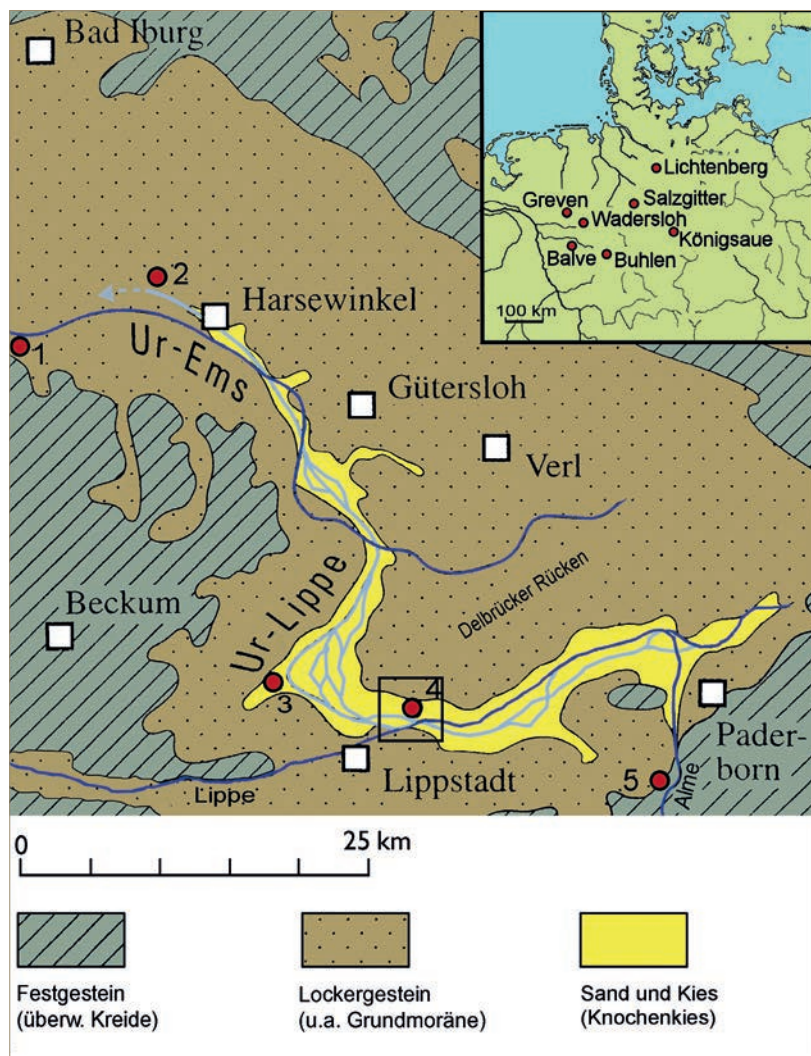 Bad Iburg
Lichtenberg
Greven
Salzgitter
Wadersloh
Königsaue
Balve
Buhlen
100 km
2
Harsewinkel
1
Ur-Ems
Gütersloh
Verl
Ur-Lippe
Delbrücker Rücken
Beckum
3
4
Pader-
born
Lippstadt
5
Alme
Lippe
0
25 km
Festgestein
(überw. Kreide)
Lockergestein
(u.a. Grundmoräne)
Sand und Kies
(Knochenkies)